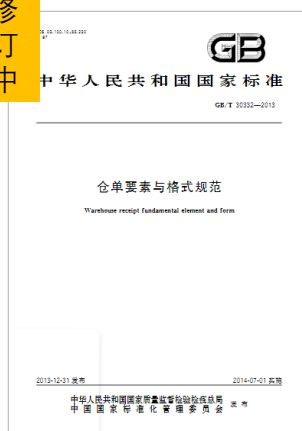 修
订
中
GB
中华人民共和国国家标准
GB/T 30332—2013
仓单要素与格式规范
Warehouse receipt fundamental element and form
2013-12-31 发布
2014-07-01 实施
中华人民共和国国家质量监督检验检疫总局
中国国家标准化管理委员会
发布